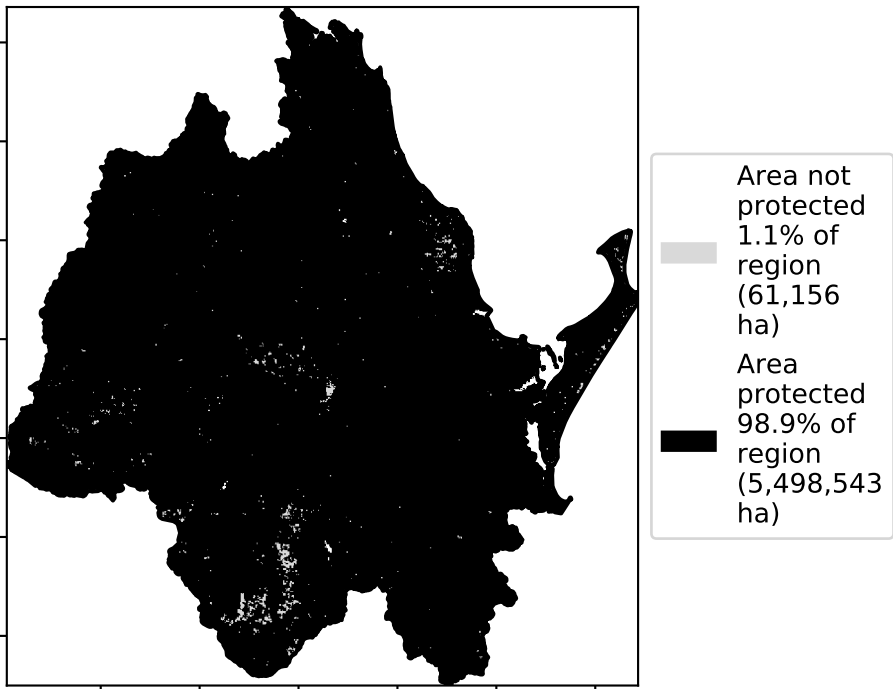 Area not
protected
1.1% of
region
(61,156
ha)
Area
protected
98.9% of
region
(5,498,543
ha)